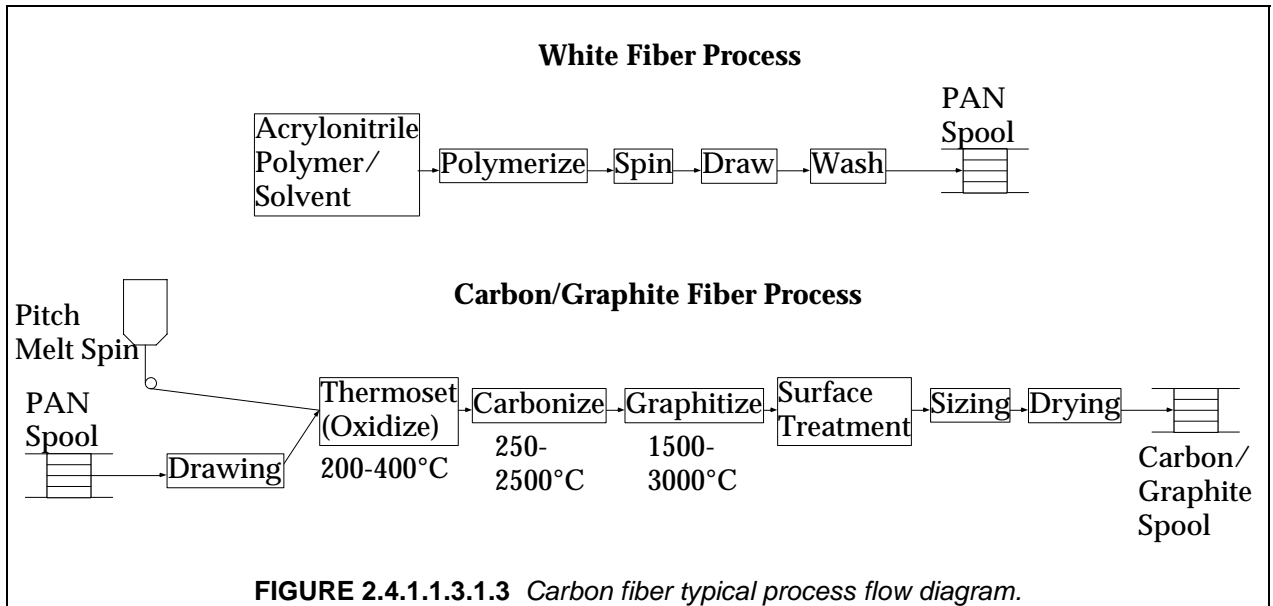 White Fiber Process
Acrylonitrile
Polymer/
Solvent
Polymerize
Spin
Draw
Wash
PAN
Spool
Carbon/Graphite Fiber Process
Pitch
Melt Spin
PAN
Spool
Drawing
Thermoset
(Oxidize)
200-400°C
Carbonize
250-
2500°C
Graphitize
1500-
3000°C
Surface
Treatment
Sizing
Drying
Carbon/
Graphite
Spool
FIGURE 2.4.1.1.3.1.3 Carbon fiber typical process flow diagram.